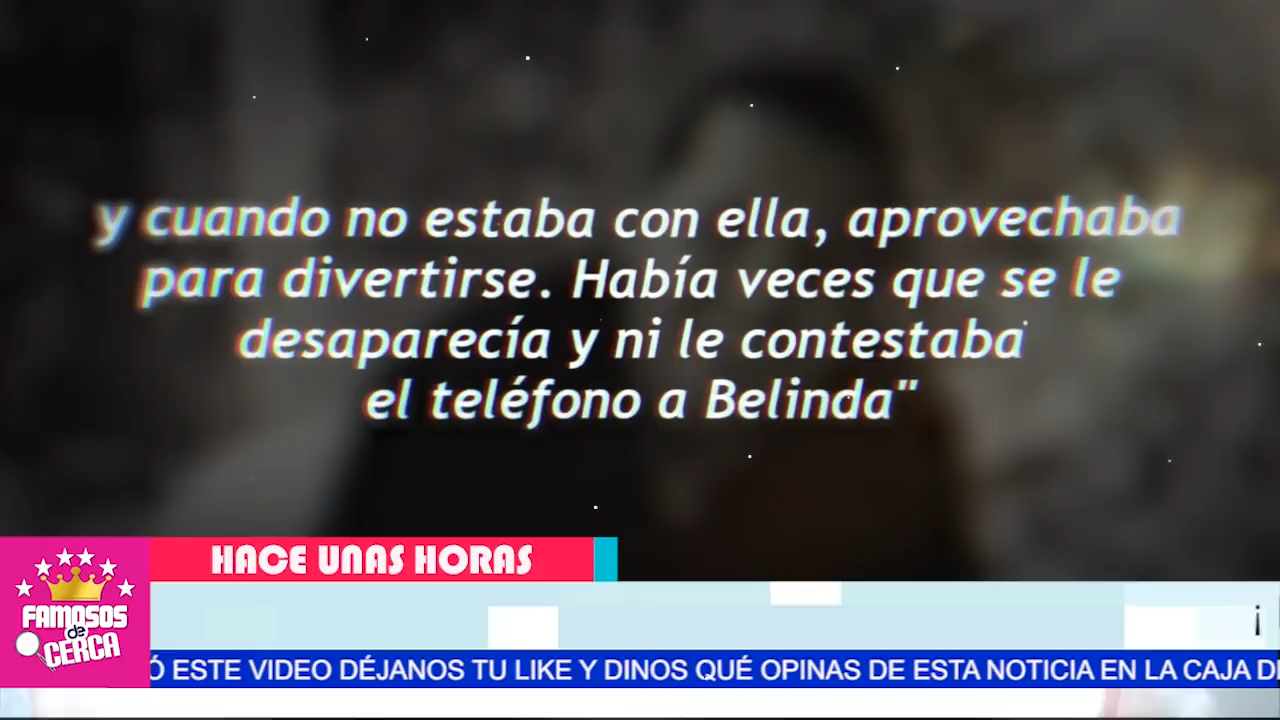 y cuando no estaba con ella, aprovechaba
para divertirse. Había veces que se le
desaparecía y ni le contestaba
el teléfono a Belinda"
HACE UNAS HORAS
FAMOSOS
de
CERCA
¡
Ó ESTE VIDEO DÉJANOS TU LIKE Y DINOS QUÉ OPINAS DE ESTA NOTICIA EN LA CAJA